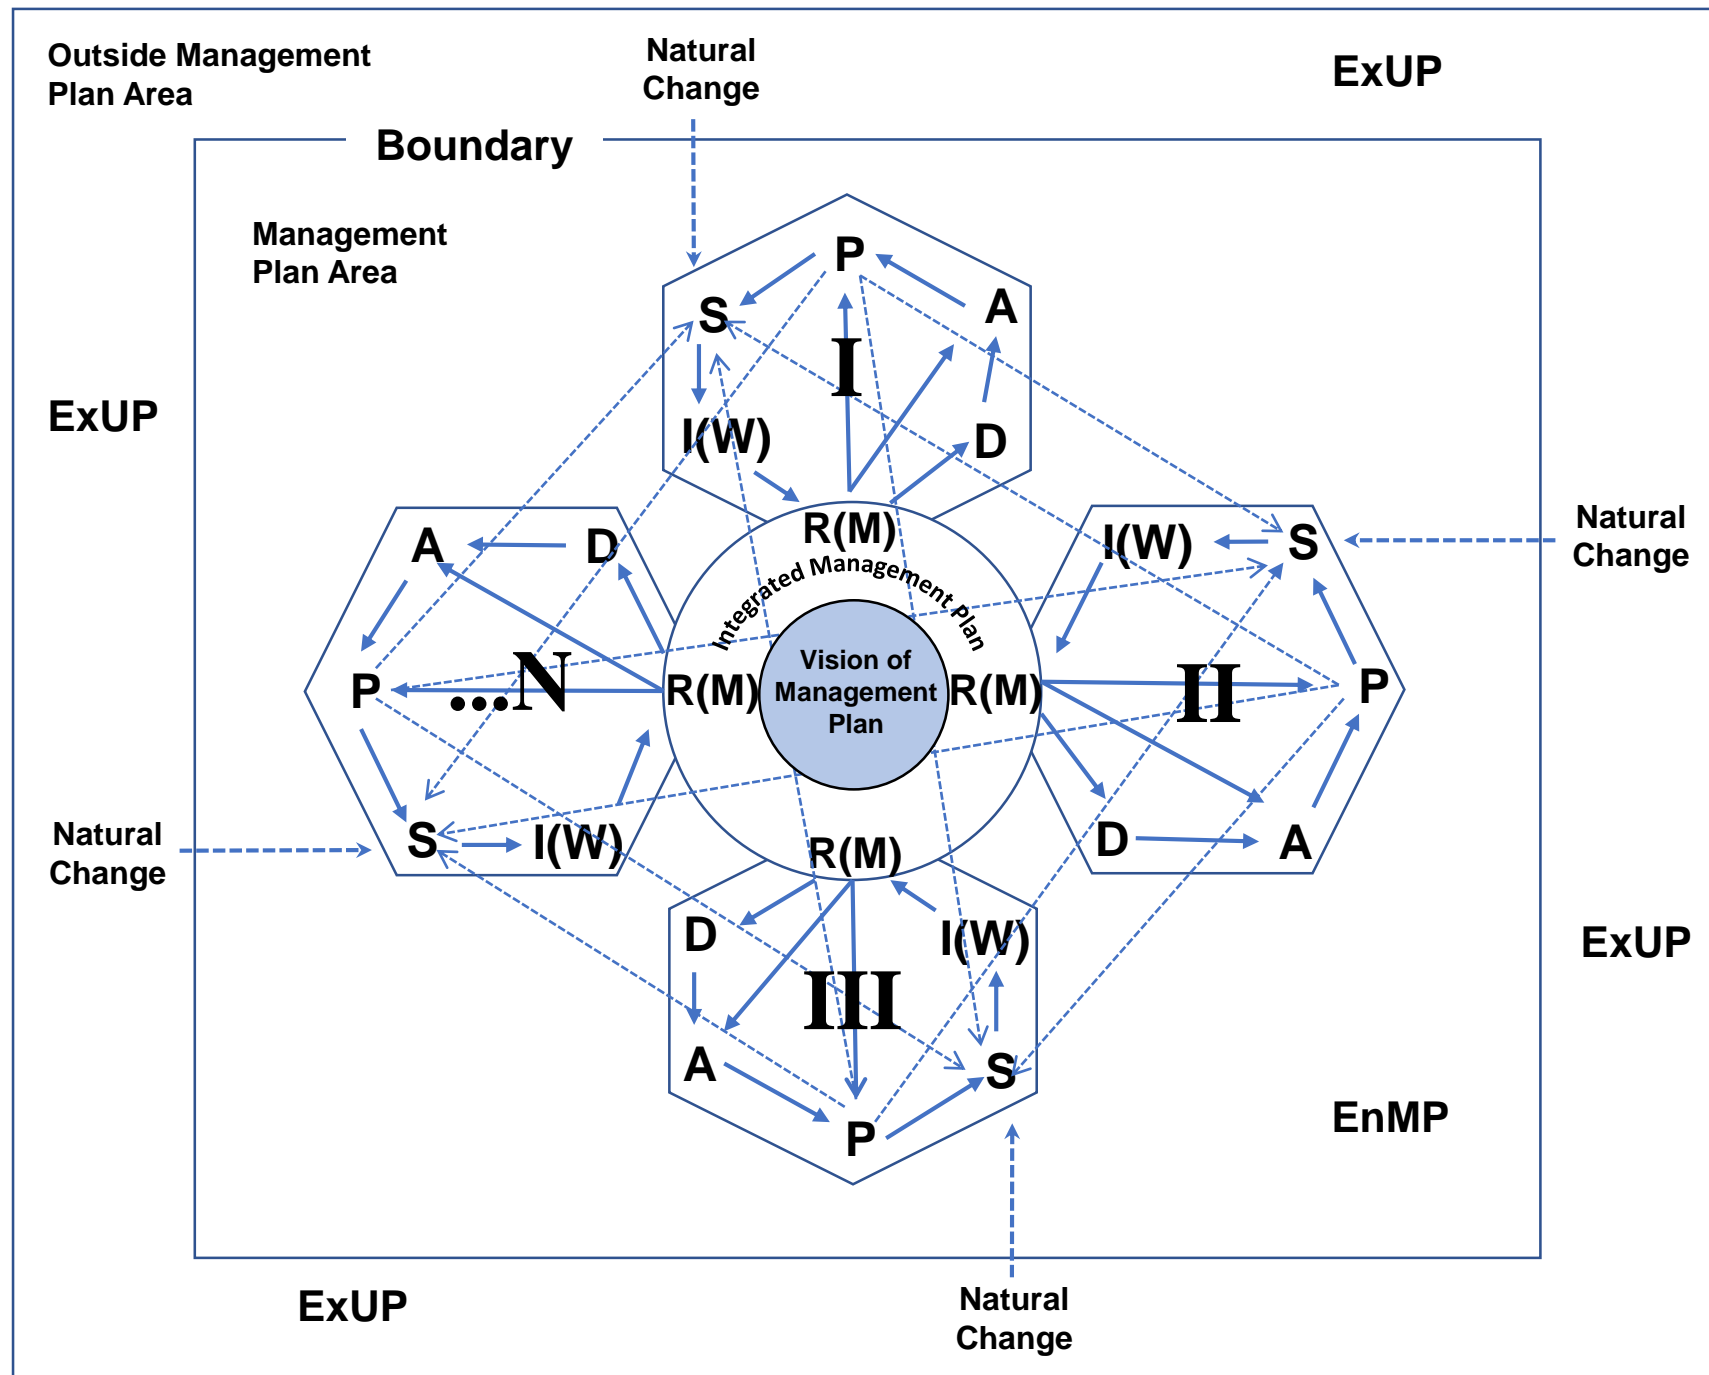 Outside Management
Plan Area
Natural
Change
ExUP
Boundary
Management
Plan Area
P
S
A
I
I(W)
D
ExUP
R(M)
Integrated Management Plan
A
D
I(W)
S
Natural
Change
P
...N
R(M)
Vision of
Management
Plan
R(M)
II
P
Natural
Change
S
I(W)
R(M)
D
A
D
I(W)
III
A
S
P
ExUP
EnMP
ExUP
Natural
Change